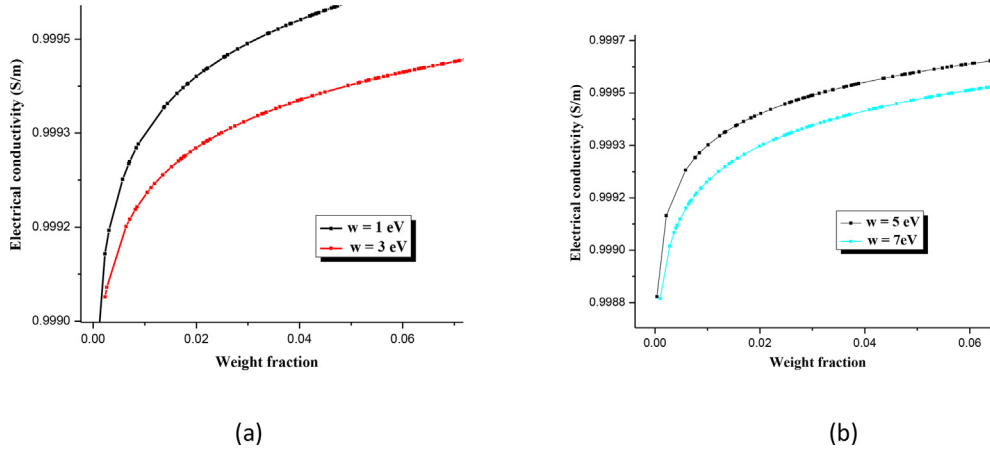 Electrical conductivity (S/m)
0.9995
0.9993
0.9992
0.9990
0.00
0.02
0.04
0.06
Weight fraction
w = 1 eV
w = 3 eV
(a)
Electrical conductivity (S/m)
0.9997
0.9995
0.9993
0.9992
0.9990
0.9988
0.00
0.02
0.04
0.06
Weight fraction
w = 5 eV
w = 7eV
(b)